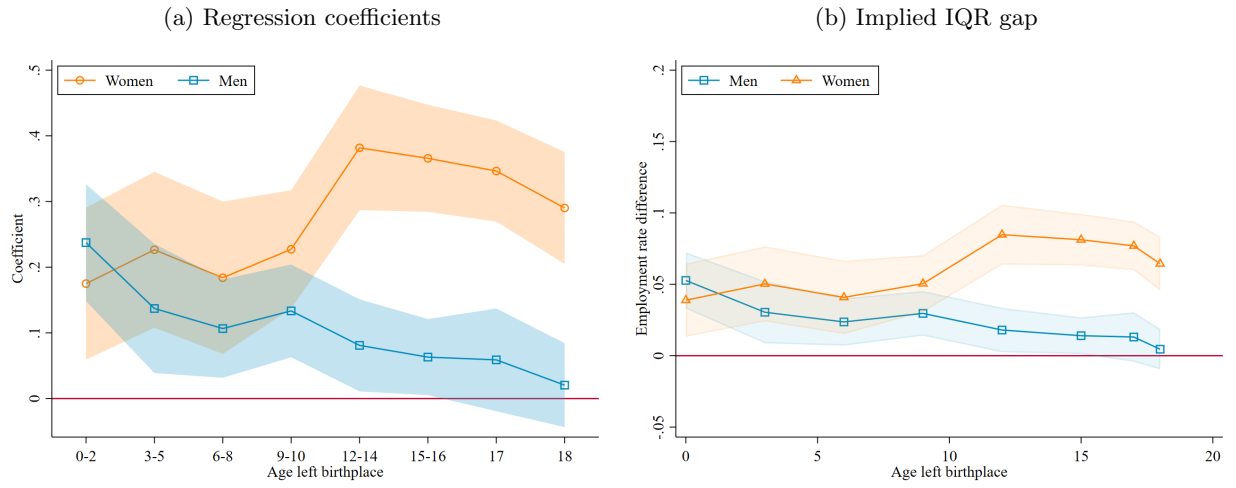 (a) Regression coefficients
Women Men
Coefficient
0 .1 .2 .3 .4 .5
0-2 3-5 6-8 9-10 12-14 15-16 17 18
Age left birthplace
(b) Implied IQR gap
Men Women
Employment rate difference
-.05 0 .05 .1 .15 .2
0 5 10 15 20
Age left birthplace